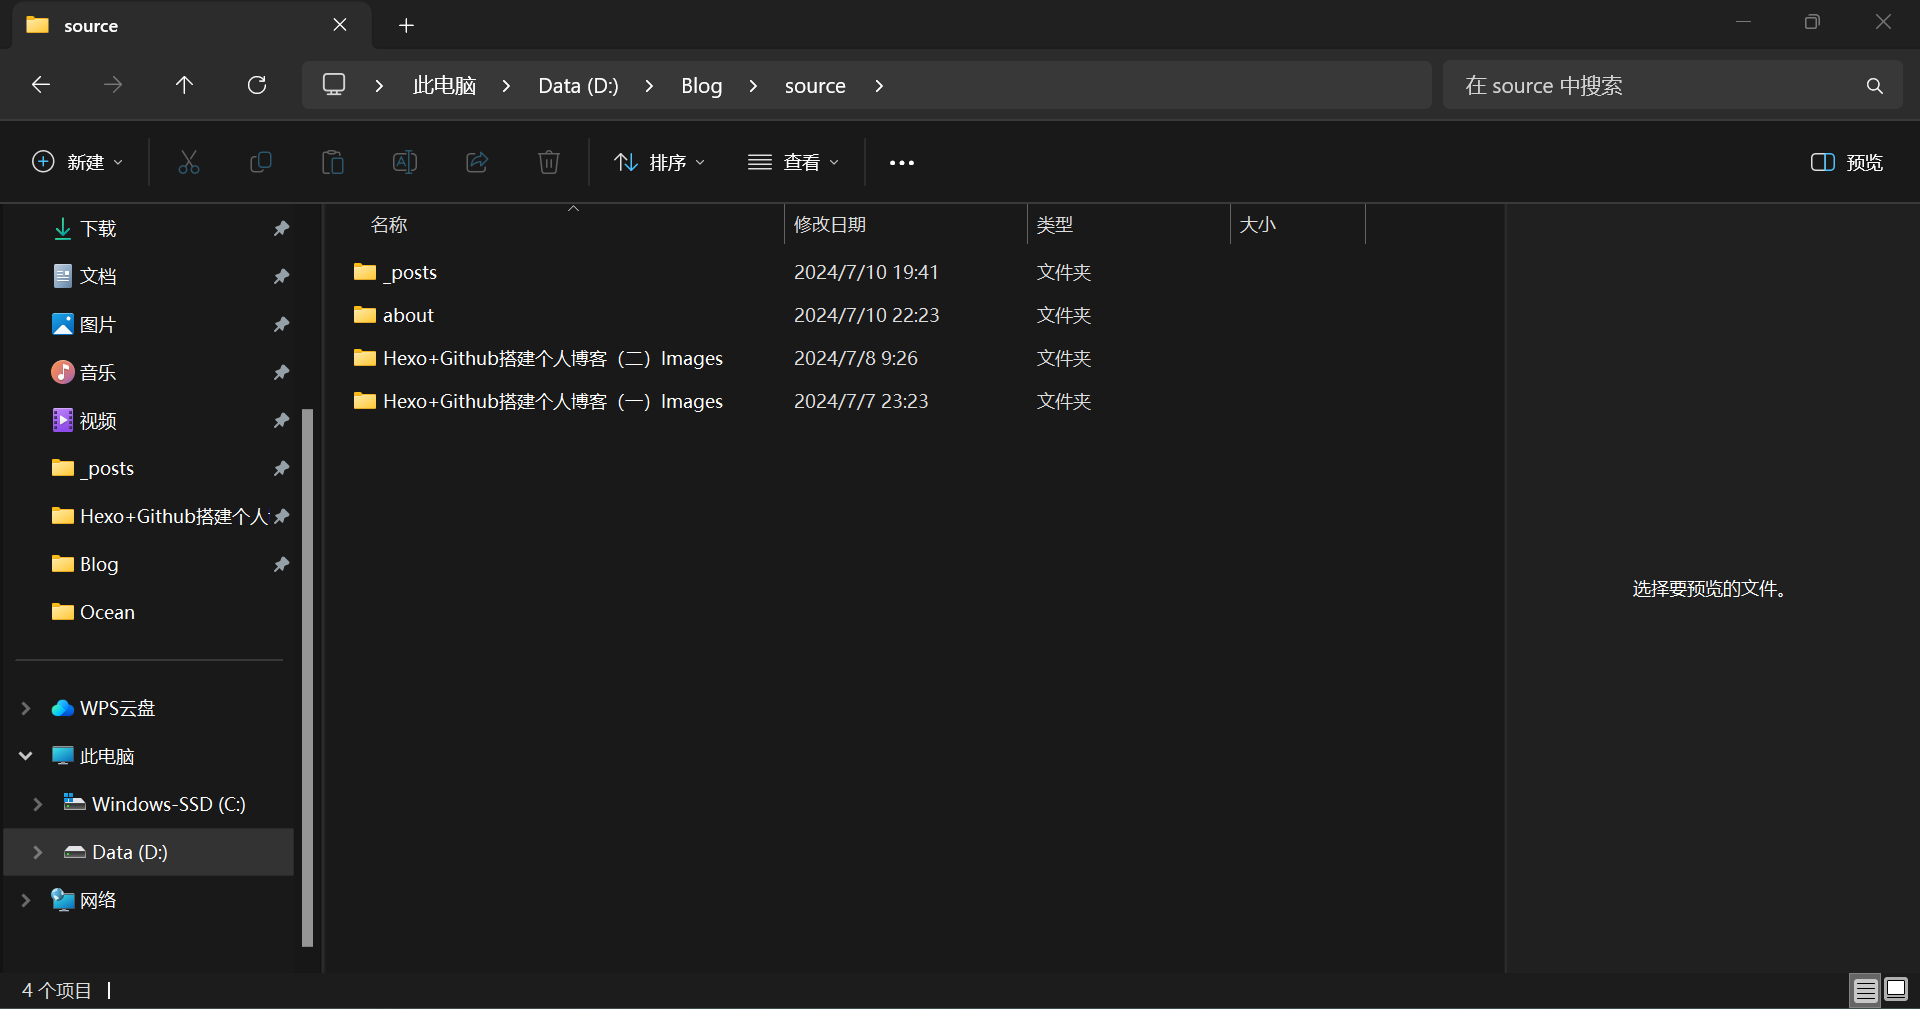 source
此电脑 Data (D:) Blog source
在 source 中搜索
新建
排序
查看
预览
下载
文档
图片
音乐
视频
_posts
Hexo+Github搭建个人
Blog
Ocean
WPS云盘
此电脑
Windows-SSD (C:)
Data (D:)
网络
名称 修改日期 类型 大小
_posts 2024/7/10 19:41 文件夹
about 2024/7/10 22:23 文件夹
Hexo+Github搭建个人博客（二）Images 2024/7/8 9:26 文件夹
Hexo+Github搭建个人博客（一）Images 2024/7/7 23:23 文件夹
选择要预览的文件。
4 个项目